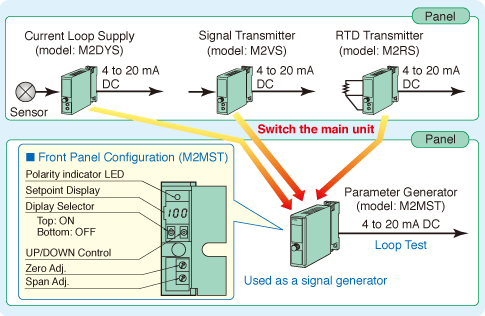 Panel
Current Loop Supply
(model: M2DYS)
Signal Transmitter
(model: M2VS)
RTD Transmitter
(model: M2RS)
4 to 20 mA
DC
4 to 20 mA
DC
4 to 20 mA
DC
Sensor
Switch the main unit
Panel
■ Front Panel Configuration (M2MST)
Polarity indicator LED
Setpoint Display
Diplay Selector
Top: ON
Bottom: OFF
UP/DOWN Control
Zero Adj.
Span Adj.
100
Parameter Generator
(model: M2MST)
4 to 20 mA DC
Loop Test
Used as a signal generator